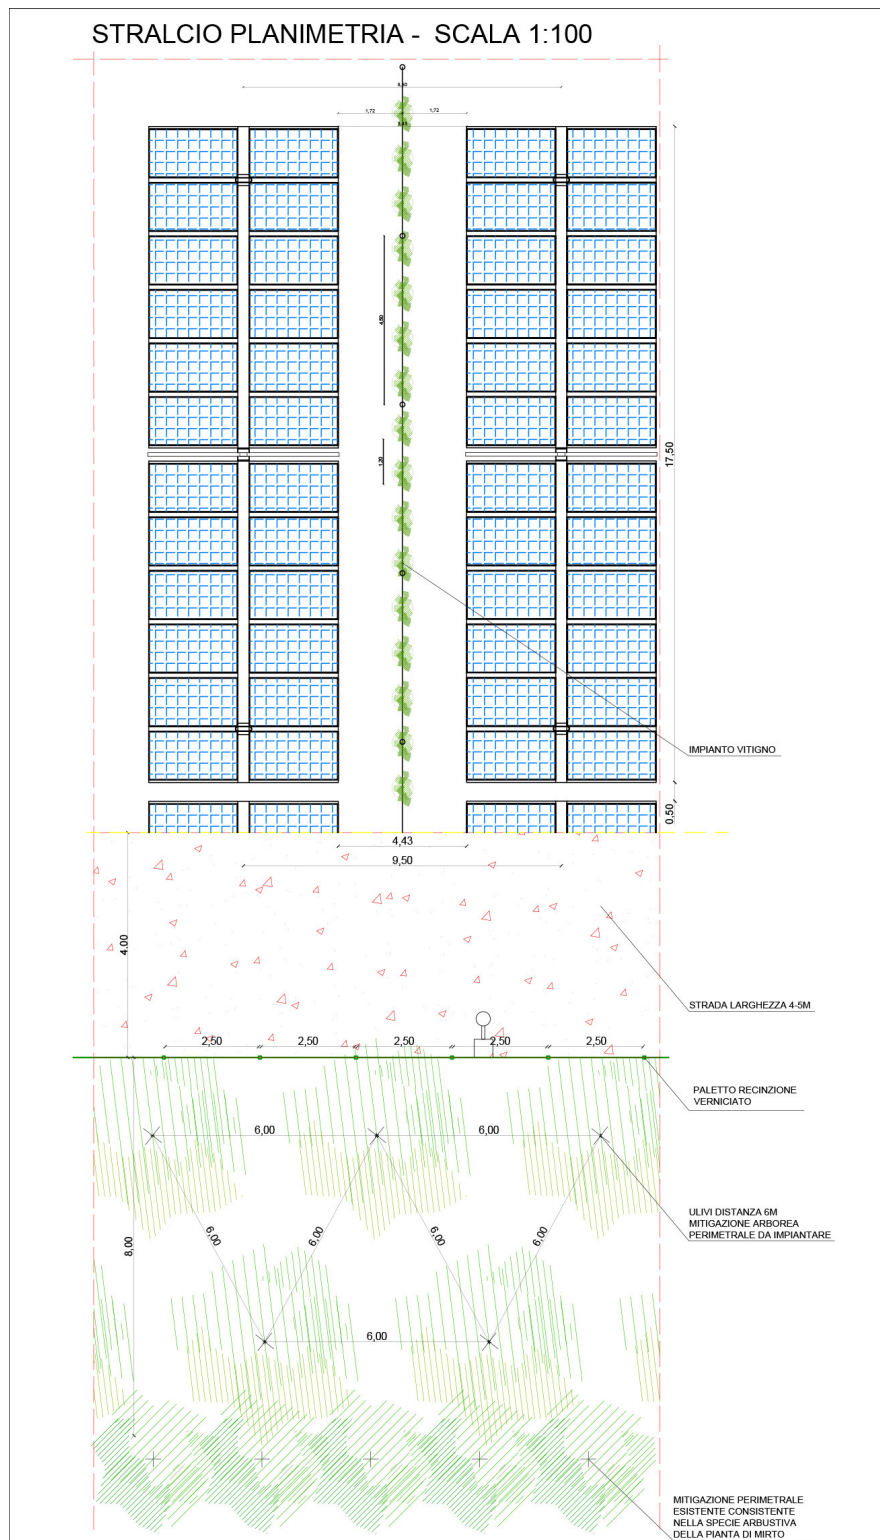 STRALCIO PLANIMETRIA - SCALA 1:100
1,72
1,72
4,50
1,20
17,50
IMPIANTO VITIGNO
0,50
4,43
9,50
4.00
STRADA LARGHEZZA 4-5M
2,50
2,50
2,50
2,50
2,50
PALETTO RECINZIONE
VERNICIATO
6,00
6,00
ULIVI DISTANZA 6M
MITIGAZIONE ARBOREA
PERIMETRALE DA IMPIANTARE
6,00
6,00
6,00
6,00
8,00
6,00
MITIGAZIONE PERIMETRALE
ESISTENTE CONSISTENTE
NELLA SPECIE ARBUSTIVA
DELLA PIANTA DI MIRTO